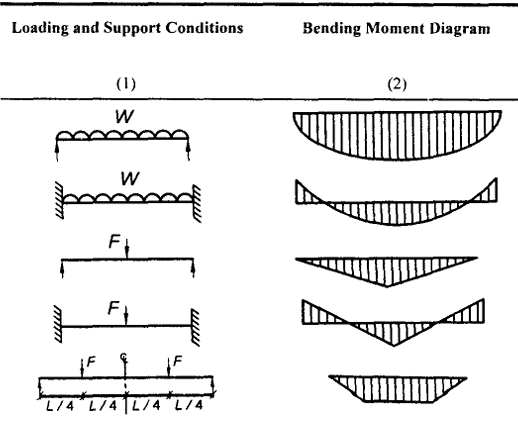 Loading and Support Conditions Bending Moment Diagram
(1) (2)
W
W
F
F
F ℄ F
L/4 L/4 L/4 L/4